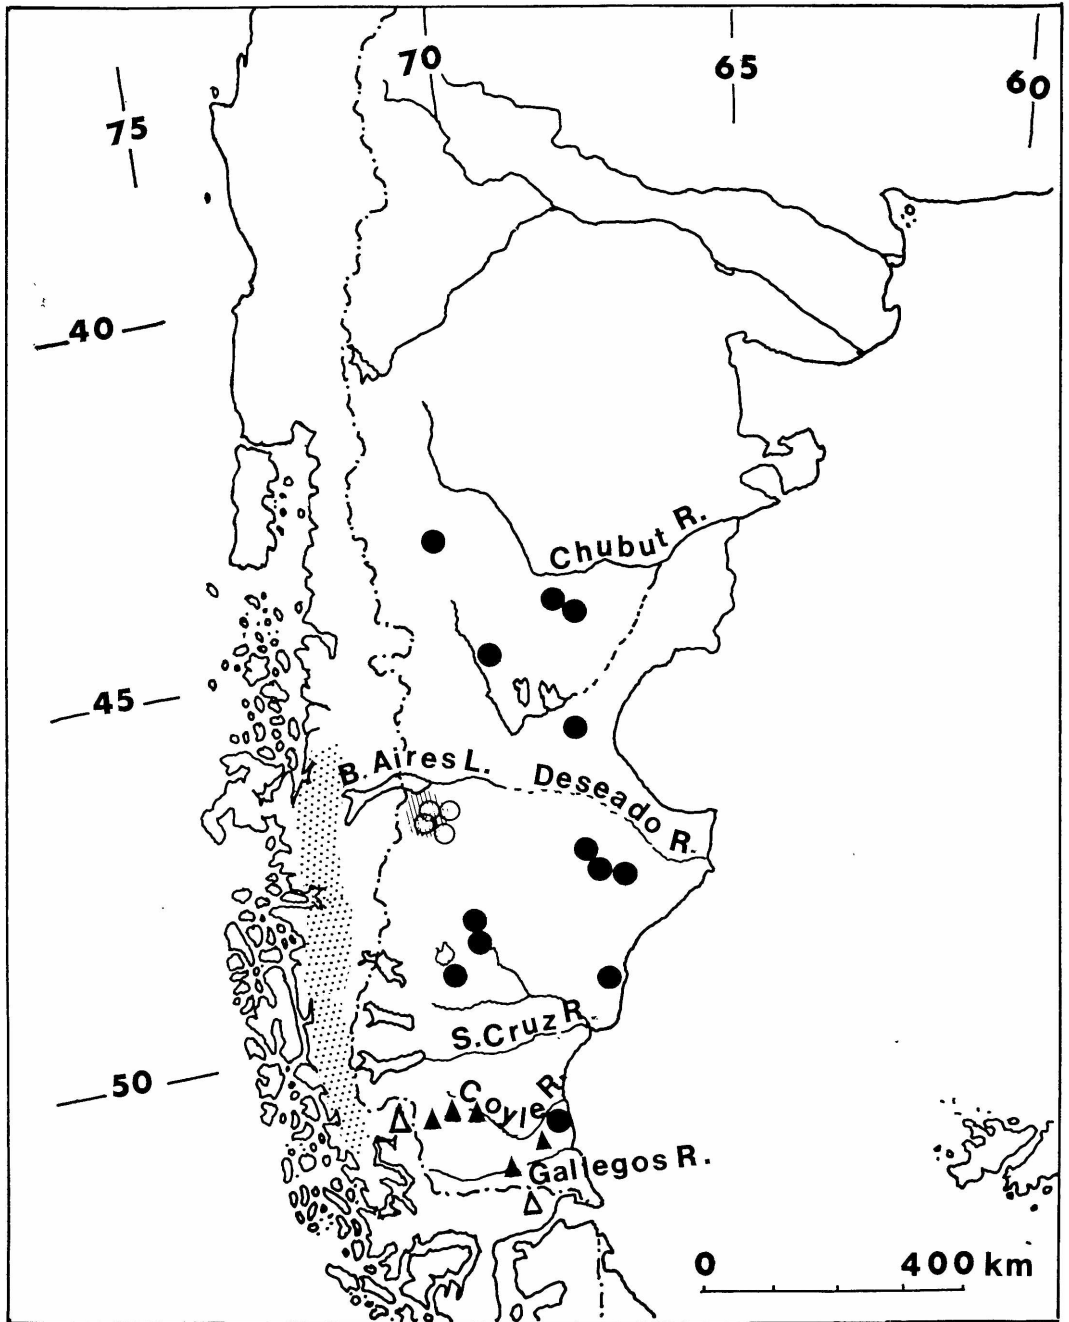 70
65
60
75
40
Chubut R.
45
B. Aires L.
Deseado R.
S. Cruz R.
50
Coyle R.
Gallegos R.
0 400 km